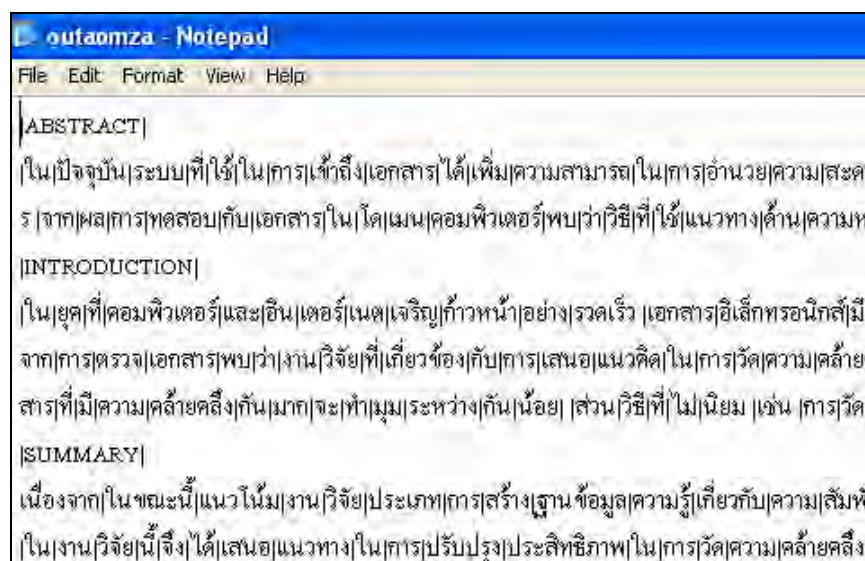 outaomza - Notepad
File Edit Format View Help
|ABSTRACT|
|ใน|ปัจจุบัน|ระบบ|ที่|ใช้|ใน|การ|เข้าถึง|เอกสาร|ได้|เพิ่ม|ความสามารถ|ใน|การ|อำนวย|ความ|สะด
ร |จาก|ผล|การ|ทดสอบ|กับ|เอกสาร|ใน|โด|เมน|คอมพิวเตอร์|พบ|ว่า|วิธี|ที่|ใช้|แนวทาง|ด้าน|ความห
|INTRODUCTION|
|ใน|ยุค|ที่|คอมพิวเตอร์|และ|อิน|เตอร์|เนต|เจริญ|ก้าวหน้า|อย่าง|รวดเร็ว |เอกสาร|อิเล็กทรอนิกส์|มี
จาก|การ|ตรวจ|เอกสาร|พบ|ว่า|งาน|วิจัย|ที่|เกี่ยวข้อง|กับ|การ|เสนอ|แนวคิด|ใน|การ|วัด|ความ|คล้าย
สาร|ที่|มี|ความ|คล้ายคลึง|กัน|มาก|จะ|ทำ|มุม|ระหว่าง|กัน|น้อย| |ส่วน|วิธี|ที่|ไม่|นิยม |เช่น |การ|วัด
|SUMMARY|
เนื่องจาก|ในขณะนี้|แนวโน้ม|งาน|วิจัย|ประเภท|การ|สร้าง|ฐานข้อมูล|ความรู้|เกี่ยวกับ|ความ|สัมพั
|ใน|งาน|วิจัย|นี้|จึง|ได้|เสนอ|แนวทาง|ใน|การ|ปรับปรุง|ประสิทธิภาพ|ใน|การ|วัด|ความ|คล้ายคลึง